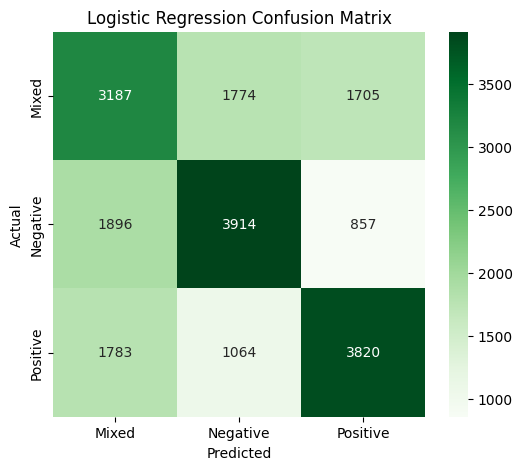 Logistic Regression Confusion Matrix
Mixed 3187 1774 1705
Negative 1896 3914 857
Positive 1783 1064 3820
Actual
Mixed Negative Positive
Predicted
3500
3000
2500
2000
1500
1000